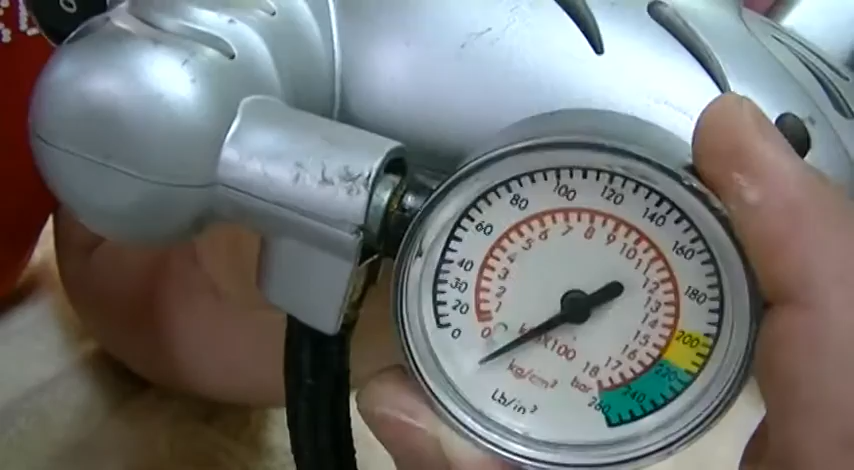 0 20 30 40 60 80 100 120 140 160 180 200 220 240 260
0 1 2 3 4 5 6 7 8 9 10 11 12 13 14 15 16 17 18
X100
kg/cm² bar
Lb/in²